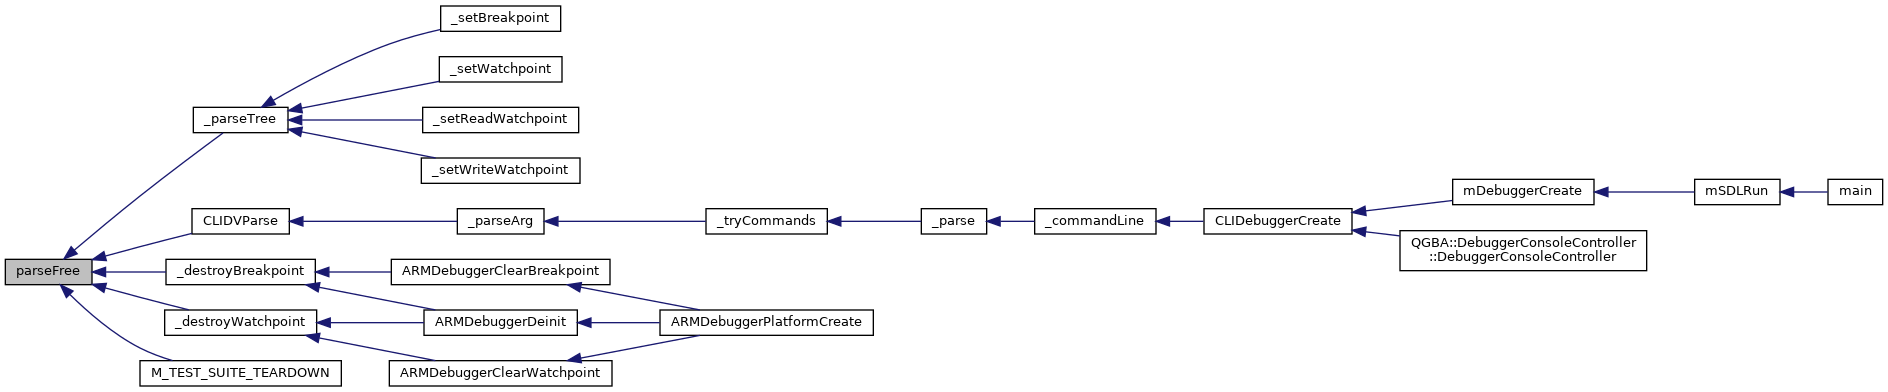 _setBreakpoint
_setWatchpoint
_parseTree
_setReadWatchpoint
_setWriteWatchpoint
mDebuggerCreate
mSDLRun
main
CLIDVParse
_parseArg
_tryCommands
_parse
_commandLine
CLIDebuggerCreate
QGBA::DebuggerConsoleController
::DebuggerConsoleController
parseFree
_destroyBreakpoint
ARMDebuggerClearBreakpoint
_destroyWatchpoint
ARMDebuggerDeinit
ARMDebuggerPlatformCreate
M_TEST_SUITE_TEARDOWN
ARMDebuggerClearWatchpoint